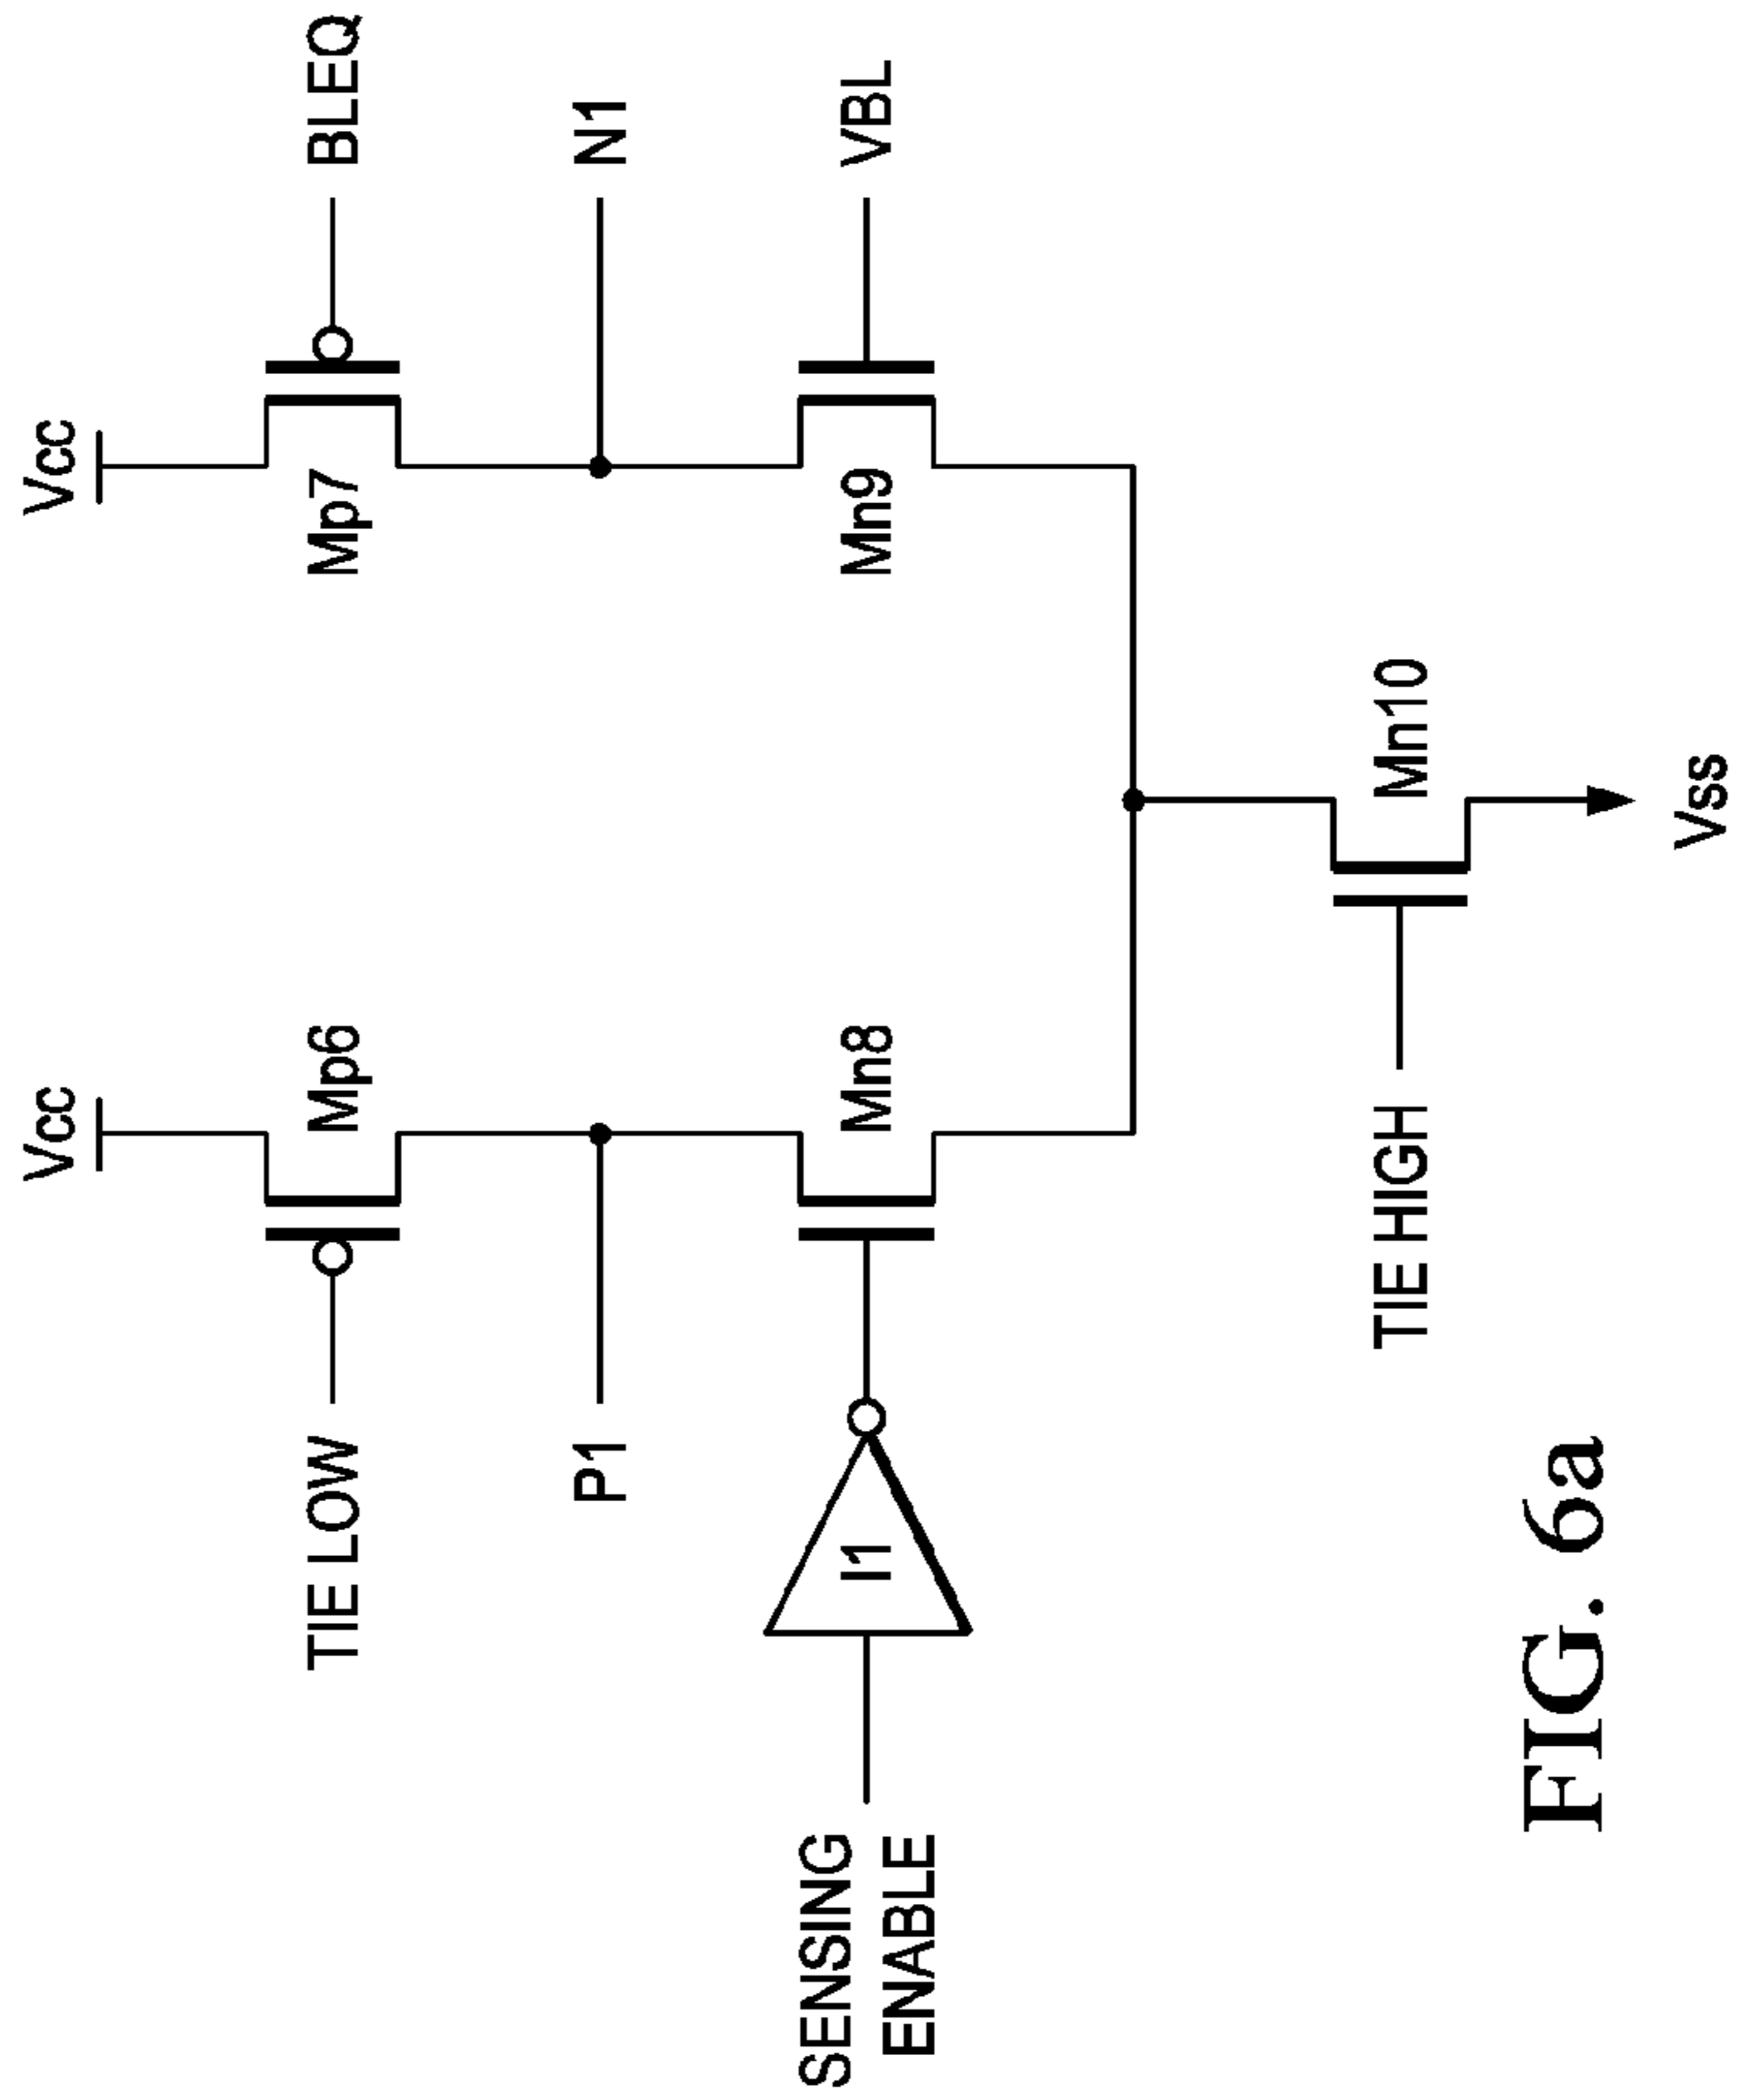 Vcc
Vcc
TIE LOW
Mp6
Mp7
BLEQ
P1
N1
SENSING
ENABLE
I1
Mn8
Mn9
VBL
TIE HIGH
Mn10
Vss
FIG. 6a